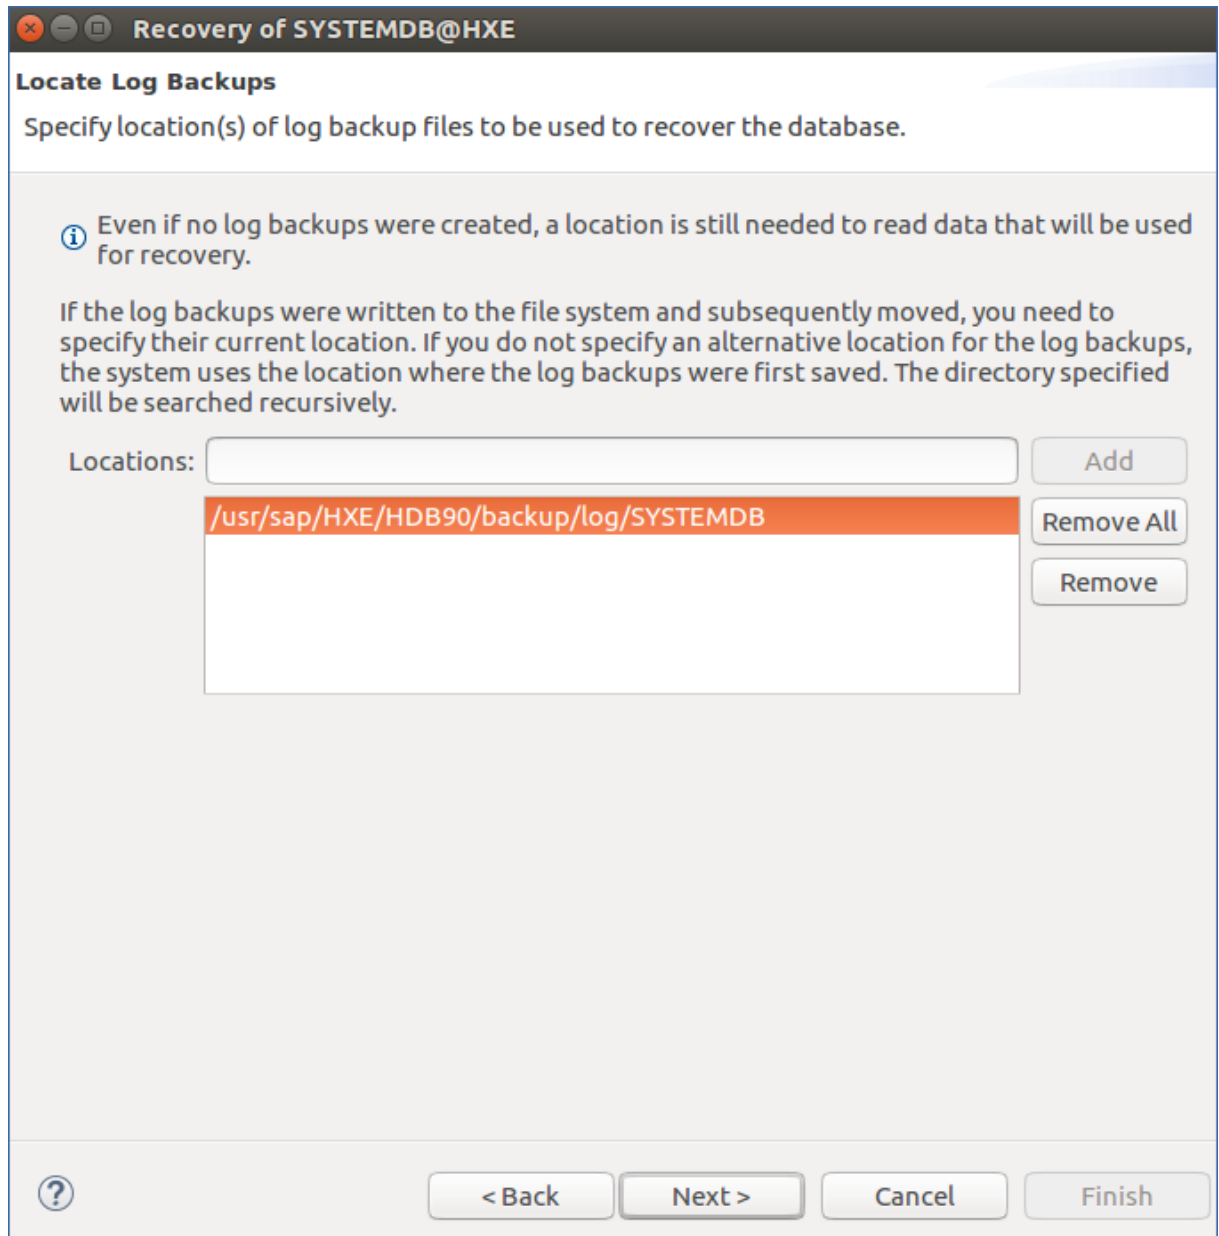 Recovery of SYSTEMDB@HXE
Locate Log Backups
Specify location(s) of log backup files to be used to recover the database.
Even if no log backups were created, a location is still needed to read data that will be used
for recovery.
If the log backups were written to the file system and subsequently moved, you need to
specify their current location. If you do not specify an alternative location for the log backups,
the system uses the location where the log backups were first saved. The directory specified
will be searched recursively.
Locations:
Add
/usr/sap/HXE/HDB90/backup/log/SYSTEMDB
Remove All
Remove
< Back
Next >
Cancel
Finish